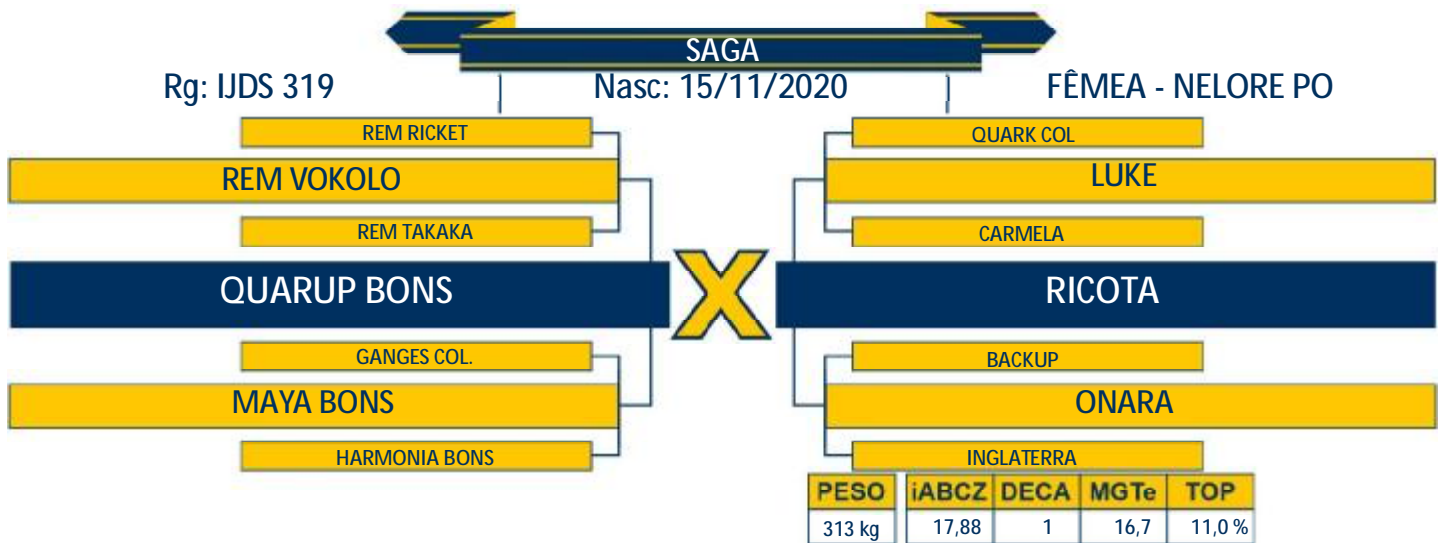 SAGA
Rg: IJDS 319 Nasc: 15/11/2020 FÊMEA - NELORE PO
REM RICKET QUARK COL
REM VOKOLO LUKE
REM TAKAKA CARMELA
QUARUP BONS X RICOTA
GANGES COL. BACKUP
MAYA BONS ONARA
HARMONIA BONS INGLATERRA
PESO iABCZ DECA MGTe TOP
313 kg 17,88 1 16,7 11,0 %